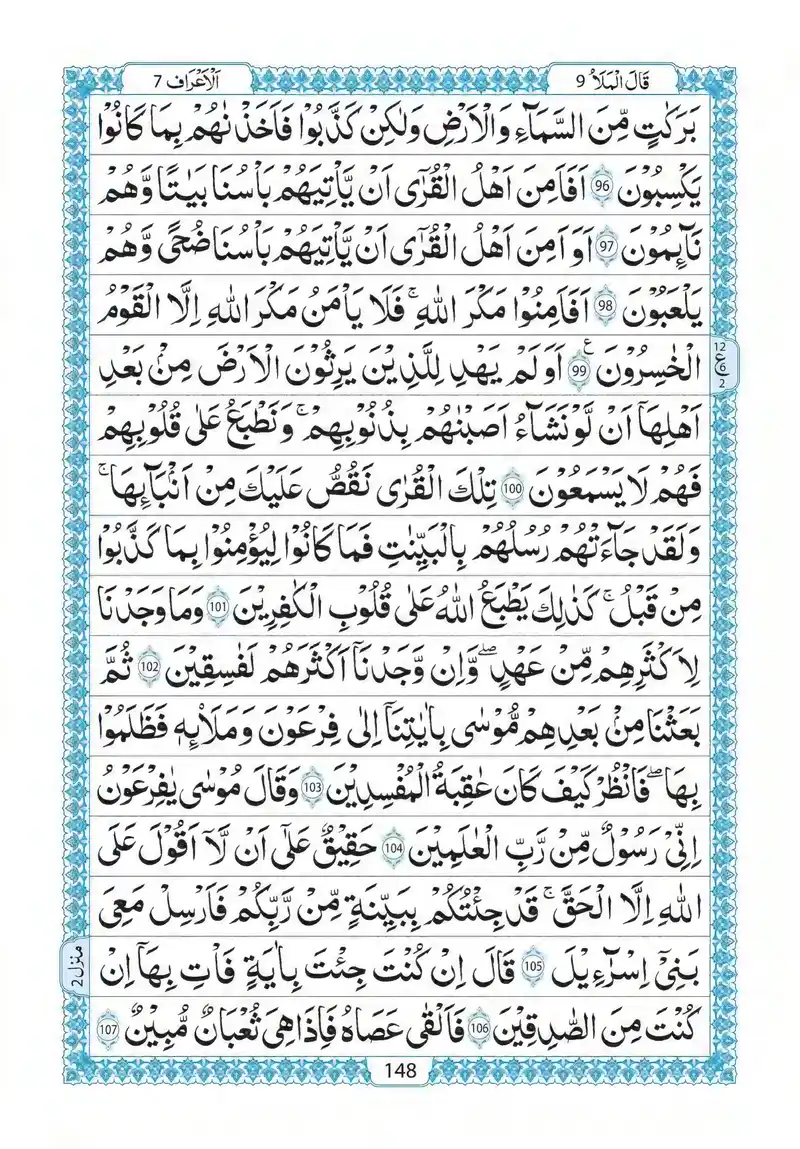 قَالَ الْمَلَاُ 9
اَلْاَعْرَاف 7
بَرَكٰتٍ مِّنَ السَّمَآءِ وَالْاَرْضِ وَلٰكِنْ كَذَّبُوْا فَاَخَذْنٰهُمْ بِمَا كَانُوْا
يَكْسِبُوْنَ 96 اَفَاَمِنَ اَهْلُ الْقُرٰٓى اَنْ يَّاْتِيَهُمْ بَاْسُنَا بَيَاتًا وَّهُمْ
نَآئِمُوْنَ 97 اَوَ اَمِنَ اَهْلُ الْقُرٰٓى اَنْ يَّاْتِيَهُمْ بَاْسُنَا ضُحًى وَّهُمْ
يَلْعَبُوْنَ 98 اَفَاَمِنُوْا مَكْرَ اللّٰهِ ۚ فَلَا يَاْمَنُ مَكْرَ اللّٰهِ اِلَّا الْقَوْمُ
الْخٰسِرُوْنَ 99 ع اَوَلَمْ يَهْدِ لِلَّذِيْنَ يَرِثُوْنَ الْاَرْضَ مِنْۢ بَعْدِ
12 ع 6 2
اَهْلِهَآ اَنْ لَّوْ نَشَآءُ اَصَبْنٰهُمْ بِذُنُوْبِهِمْ ۚ وَنَطْبَعُ عَلٰى قُلُوْبِهِمْ
فَهُمْ لَا يَسْمَعُوْنَ 100 تِلْكَ الْقُرٰى نَقُصُّ عَلَيْكَ مِنْ اَنْۢبَآئِهَا ۚ
وَلَقَدْ جَآءَتْهُمْ رُسُلُهُمْ بِالْبَيِّنٰتِ فَمَا كَانُوْا لِيُؤْمِنُوْا بِمَا كَذَّبُوْا
مِنْ قَبْلُ ۚ كَذٰلِكَ يَطْبَعُ اللّٰهُ عَلٰى قُلُوْبِ الْكٰفِرِيْنَ 101 وَمَا وَجَدْنَا
لِاَكْثَرِهِمْ مِّنْ عَهْدٍ ۖ وَّاِنْ وَّجَدْنَآ اَكْثَرَهُمْ لَفٰسِقِيْنَ 102 ثُمَّ
بَعَثْنَا مِنْۢ بَعْدِهِمْ مُّوْسٰى بِاٰيٰتِنَآ اِلٰى فِرْعَوْنَ وَمَلَا۟ئِهٖ فَظَلَمُوْا
بِهَا ۖ فَانْظُرْ كَيْفَ كَانَ عَاقِبَةُ الْمُفْسِدِيْنَ 103 وَقَالَ مُوْسٰى يٰفِرْعَوْنُ
اِنِّيْ رَسُوْلٌ مِّنْ رَّبِّ الْعٰلَمِيْنَ 104 حَقِيْقٌ عَلٰٓى اَنْ لَّآ اَقُوْلَ عَلَى
اللّٰهِ اِلَّا الْحَقَّ ۚ قَدْ جِئْتُكُمْ بِبَيِّنَةٍ مِّنْ رَّبِّكُمْ فَاَرْسِلْ مَعِىَ
بَنِىْٓ اِسْرَآءِيْلَ 105 قَالَ اِنْ كُنْتَ جِئْتَ بِاٰيَةٍ فَاْتِ بِهَآ اِنْ
منزل 2
كُنْتَ مِنَ الصّٰدِقِيْنَ 106 فَاَلْقٰى عَصَاهُ فَاِذَا هِىَ ثُعْبَانٌ مُّبِيْنٌ 107
148